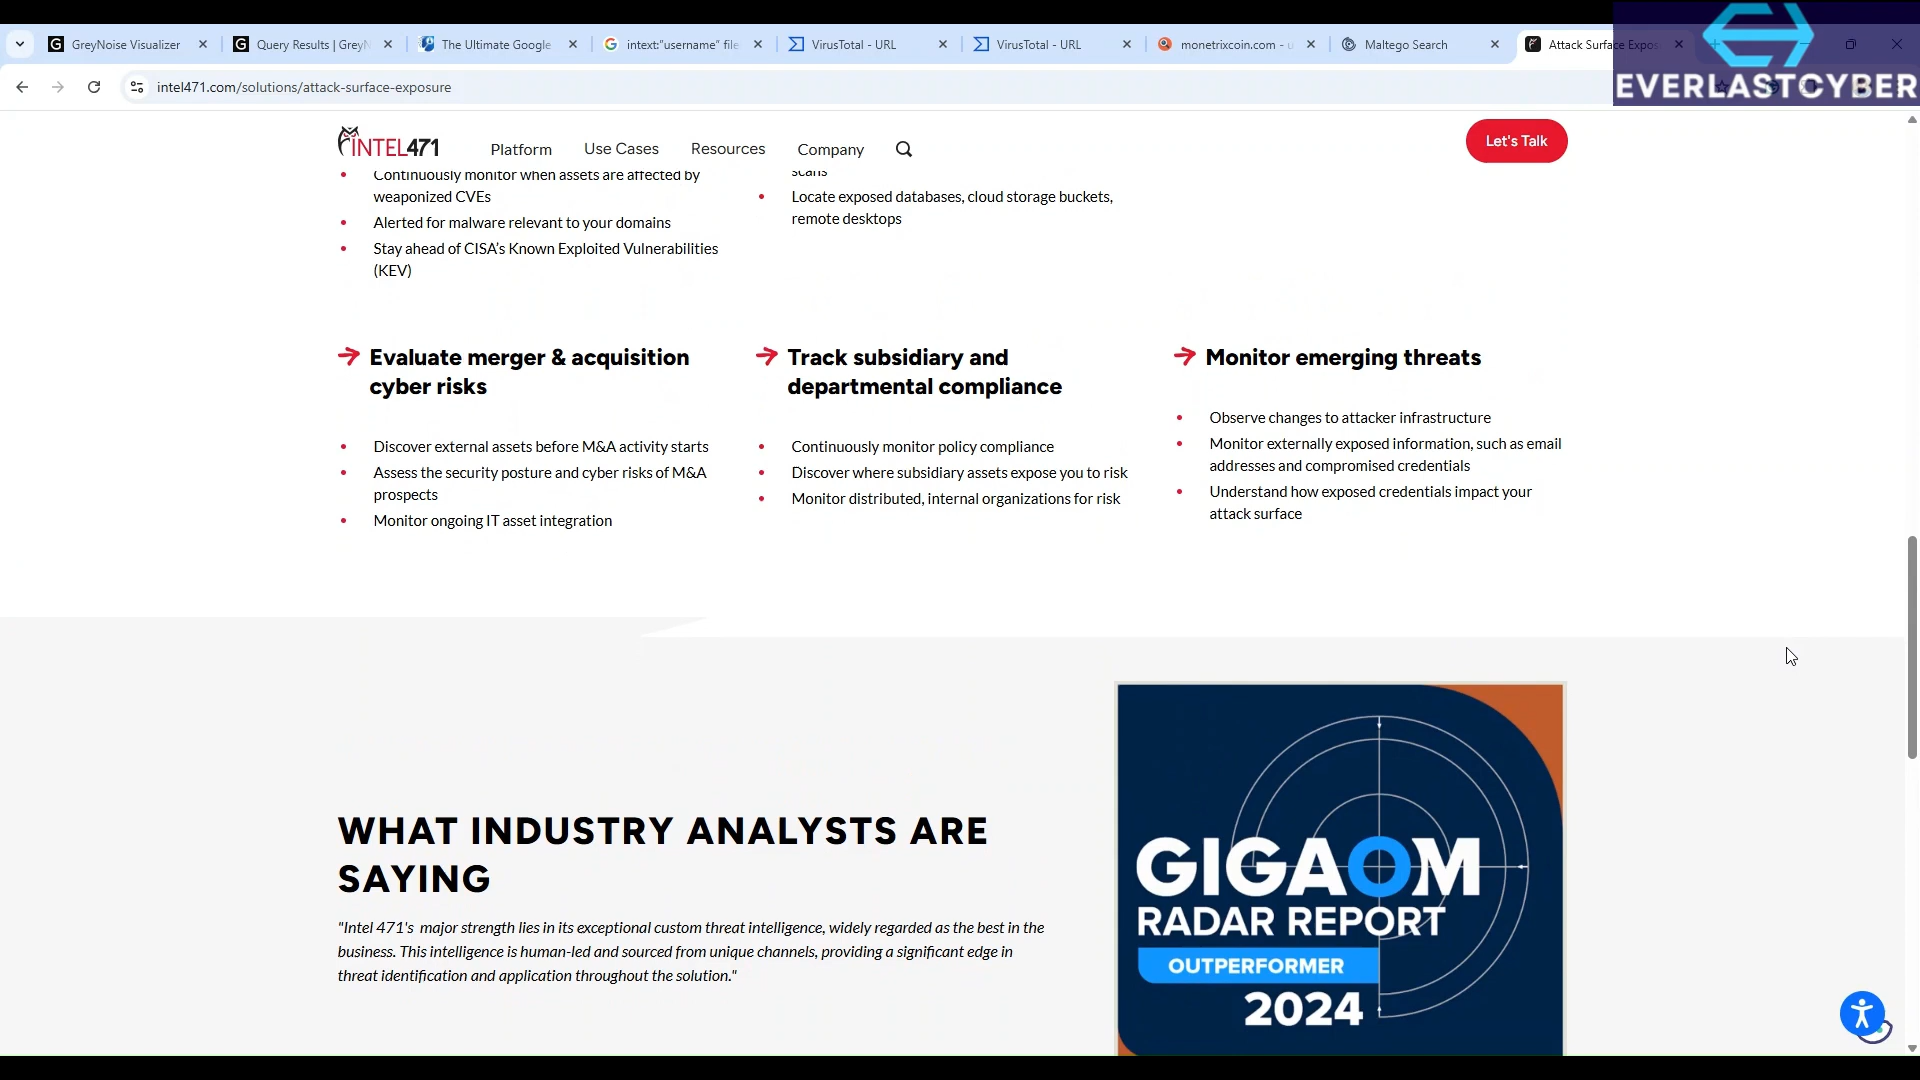 GreyNoise Visualizer
Query Results | GreyN
The Ultimate Google
intext:"username" file
VirusTotal - URL
VirusTotal - URL
monetrixcoin.com - u
Maltego Search
Attack Surface Expos
EVERLASTCYBER
intel471.com/solutions/attack-surface-exposure
INTEL471
Platform
Use Cases
Resources
Company
Let's Talk
Continuously monitor when assets are affected by
weaponized CVEs
Alerted for malware relevant to your domains
Stay ahead of CISA's Known Exploited Vulnerabilities
(KEV)
scans
Locate exposed databases, cloud storage buckets,
remote desktops
Evaluate merger & acquisition
cyber risks
Discover external assets before M&A activity starts
Assess the security posture and cyber risks of M&A
prospects
Monitor ongoing IT asset integration
Track subsidiary and
departmental compliance
Continuously monitor policy compliance
Discover where subsidiary assets expose you to risk
Monitor distributed, internal organizations for risk
Monitor emerging threats
Observe changes to attacker infrastructure
Monitor externally exposed information, such as email
addresses and compromised credentials
Understand how exposed credentials impact your
attack surface
WHAT INDUSTRY ANALYSTS ARE
SAYING
"Intel 471's major strength lies in its exceptional custom threat intelligence, widely regarded as the best in the
business. This intelligence is human-led and sourced from unique channels, providing a significant edge in
threat identification and application throughout the solution."
GIGAOM
RADAR REPORT
OUTPERFORMER
2024